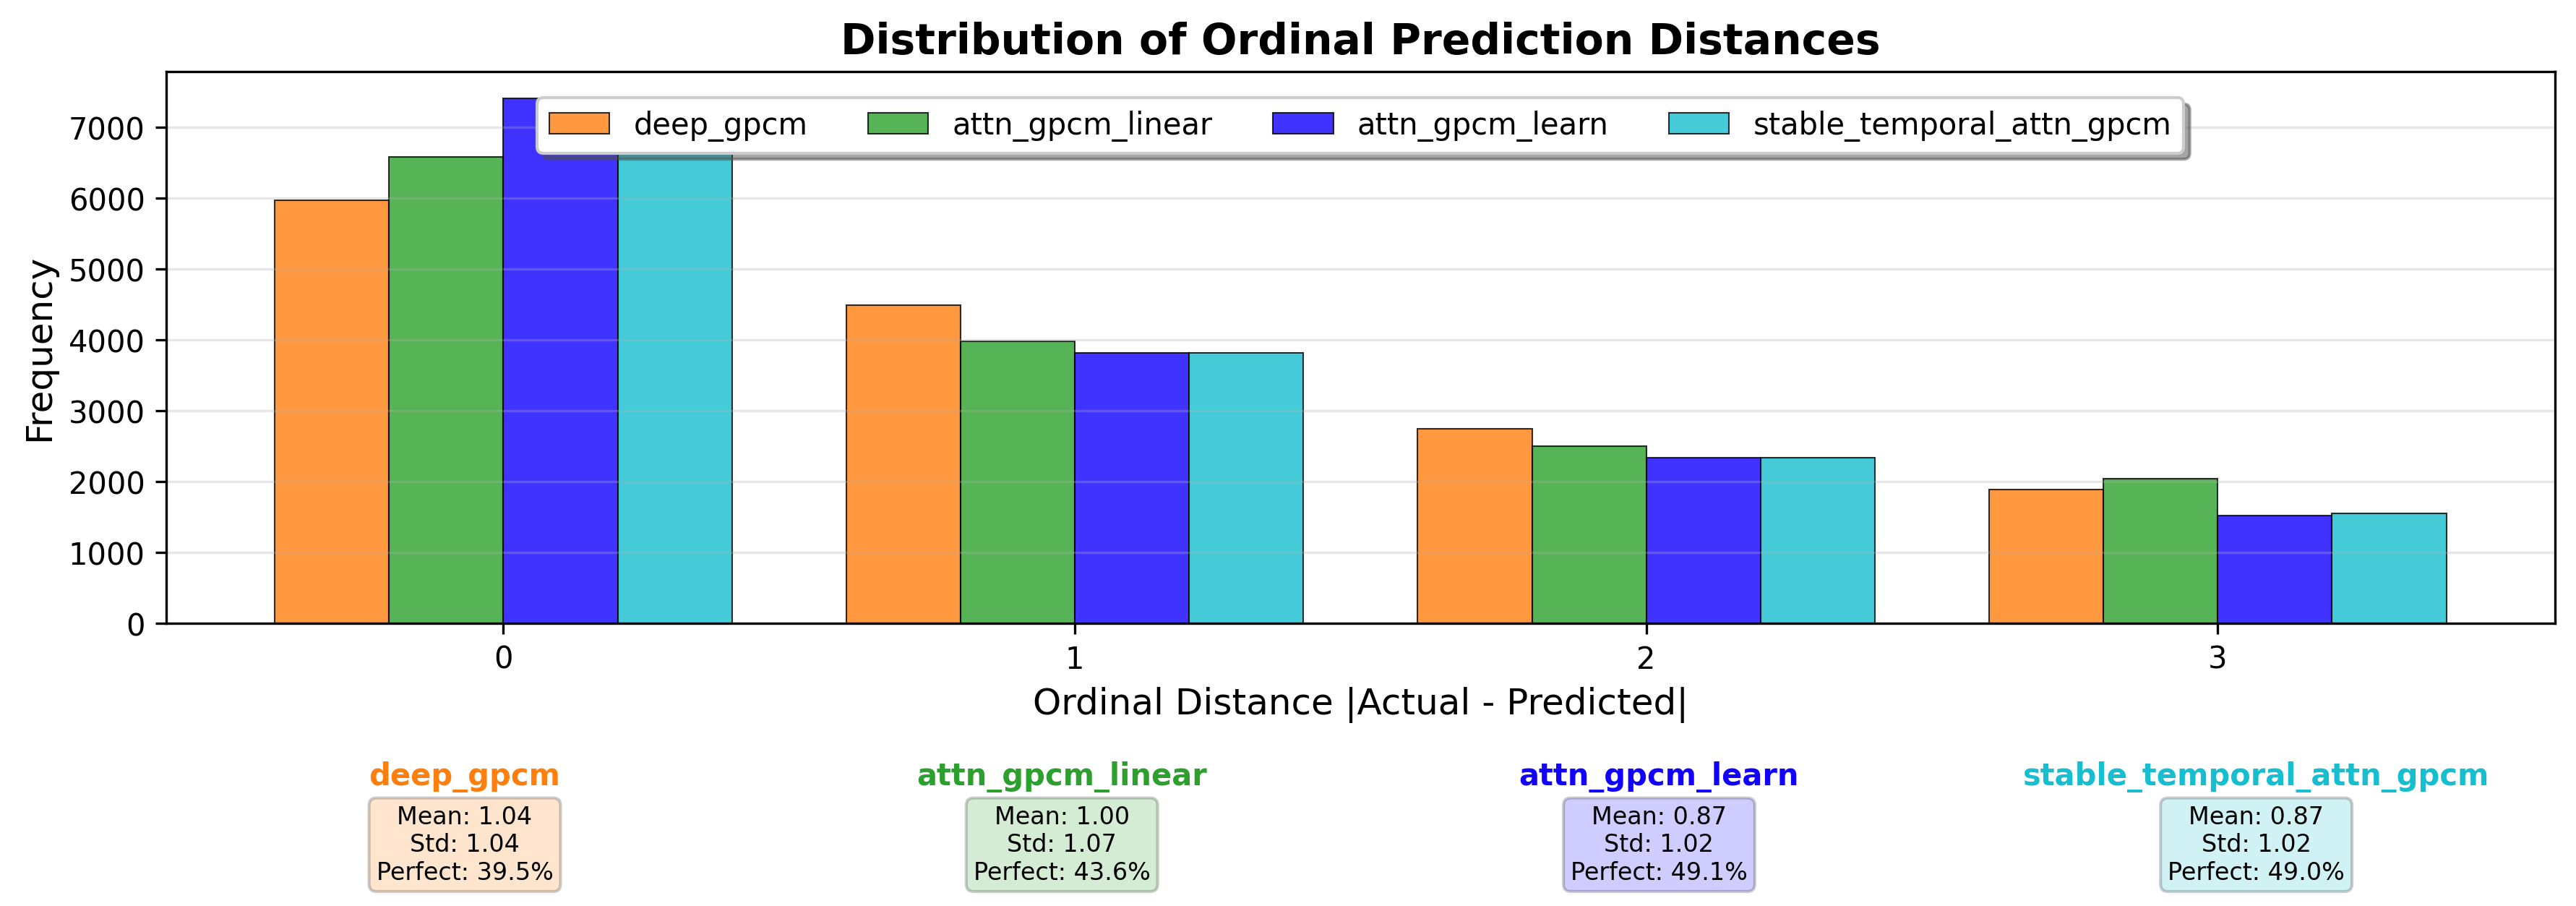 Distribution of Ordinal Prediction Distances
deep_gpcm attn_gpcm_linear attn_gpcm_learn stable_temporal_attn_gpcm
Frequency
7000
6000
5000
4000
3000
2000
1000
0
0 1 2 3
Ordinal Distance |Actual - Predicted|
deep_gpcm
Mean: 1.04
Std: 1.04
Perfect: 39.5%
attn_gpcm_linear
Mean: 1.00
Std: 1.07
Perfect: 43.6%
attn_gpcm_learn
Mean: 0.87
Std: 1.02
Perfect: 49.1%
stable_temporal_attn_gpcm
Mean: 0.87
Std: 1.02
Perfect: 49.0%